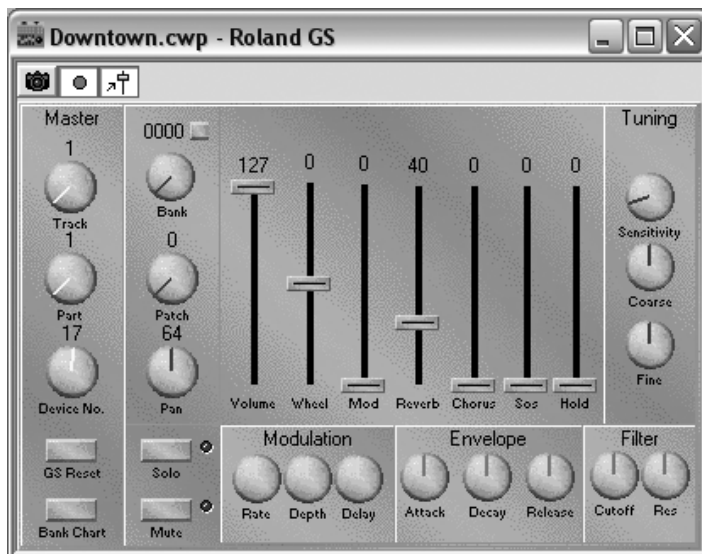 Downtown.cwp - Roland GS
Master
1
Track
1
Part
17
Device No.
GS Reset
Bank Chart
0000
Bank
0
Patch
64
Pan
Solo
Mute
127 0 0 40 0 0 0
Volume Wheel Mod Reverb Chorus Sos Hold
Tuning
Sensitivity
Coarse
Fine
Modulation
Rate Depth Delay
Envelope
Attack Decay Release
Filter
Cutoff Res